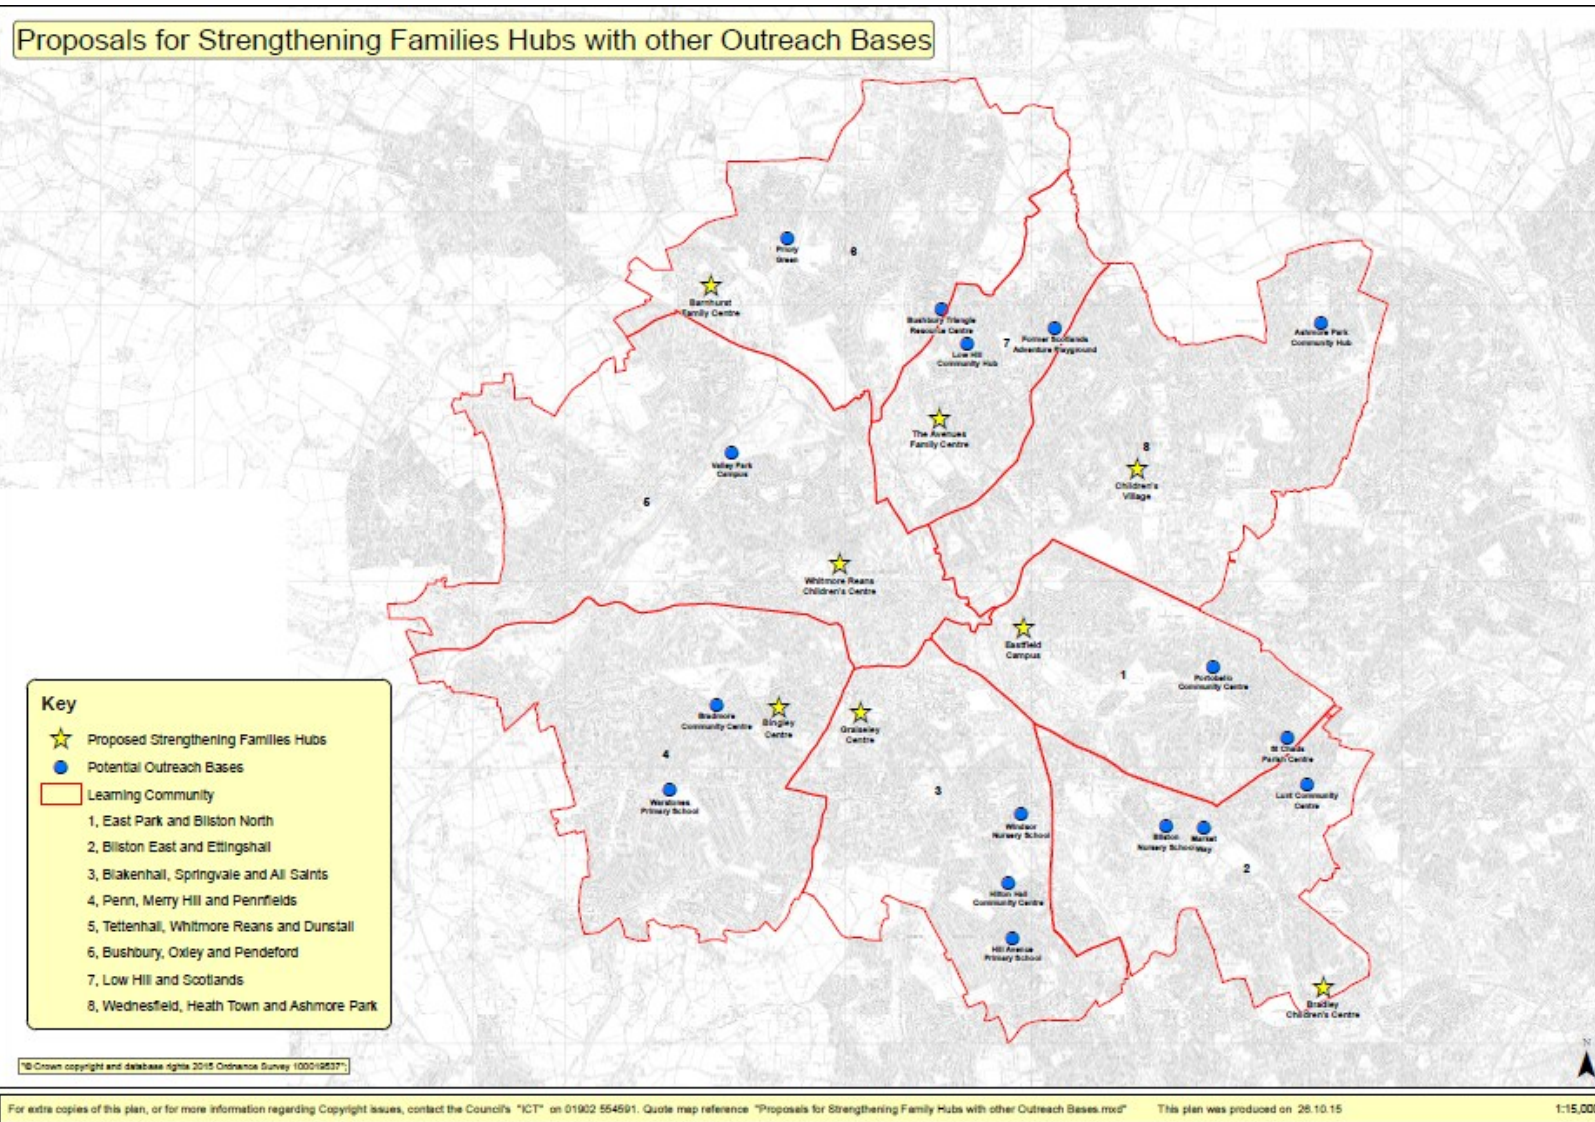 Proposals for Strengthening Families Hubs with other Outreach Bases
Priory
Green
6
Barnhurst
Family Centre
Bushbury Triangle
Resource Centre
Low Hill
Community Hub
7
Former Scotlands
Adventure Playground
Ashmore Park
Community Hub
The Avenues
Family Centre
8
Children's
Village
Valley Park
Campus
5
Whitmore Reans
Children's Centre
Eastfield
Campus
1
Portobello
Community Centre
Bradmore
Community Centre
Bingley
Centre
Graiseley
Centre
4
St Chads
Parish Centre
Warstones
Primary School
3
Lunt Community
Centre
Windsor
Nursery School
Bilston
Nursery School
Market
Way
2
Hilton Hall
Community Centre
Hill Avenue
Primary School
Bradley
Children's Centre
Key
Proposed Strengthening Families Hubs
Potential Outreach Bases
Learning Community
1, East Park and Bilston North
2, Bilston East and Ettingshall
3, Blakenhall, Springvale and All Saints
4, Penn, Merry Hill and Pennfields
5, Tettenhall, Whitmore Reans and Dunstall
6, Bushbury, Oxley and Pendeford
7, Low Hill and Scotlands
8, Wednesfield, Heath Town and Ashmore Park
"© Crown copyright and database rights 2015 Ordnance Survey 100019537";
N
For extra copies of this plan, or for more information regarding Copyright issues, contact the Council's "ICT" on 01902 554591. Quote map reference "Proposals for Strengthening Family Hubs with other Outreach Bases.mxd" This plan was produced on 26.10.15